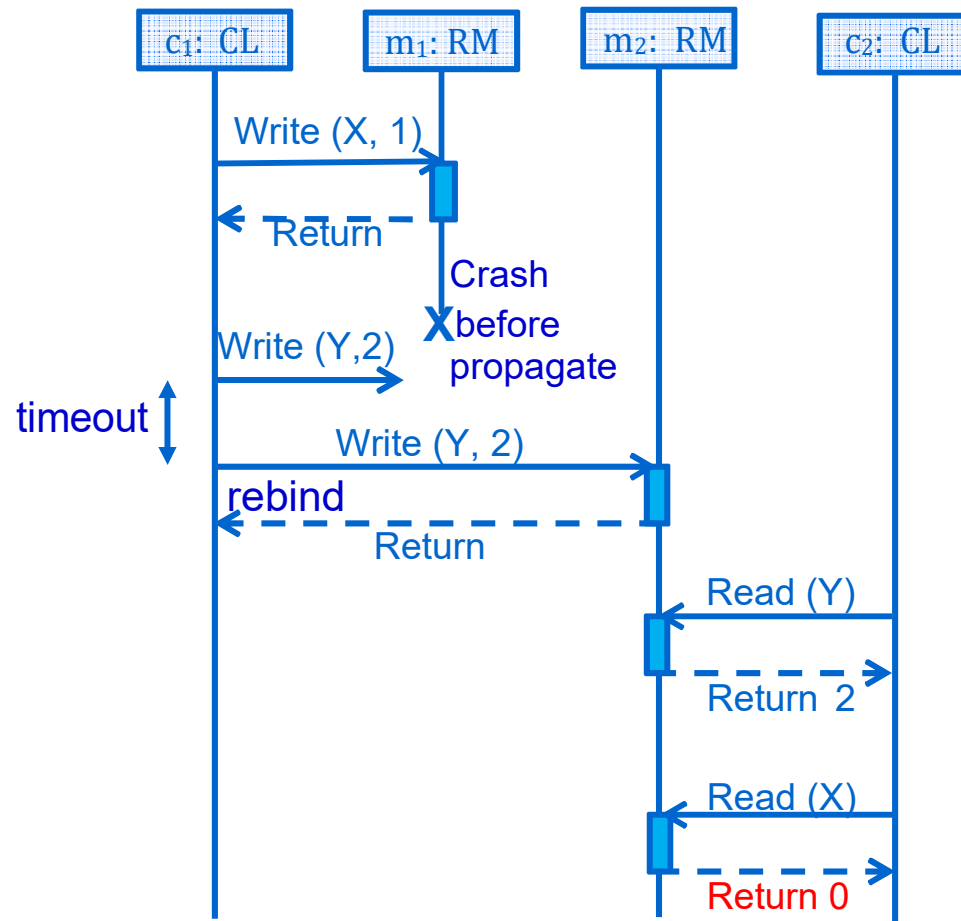 c₁: CL
m₁: RM
m₂: RM
c₂: CL
Write (X, 1)
Return
Crash
before
propagate
X
Write (Y,2)
timeout
Write (Y, 2)
rebind
Return
Read (Y)
Return 2
Read (X)
Return 0